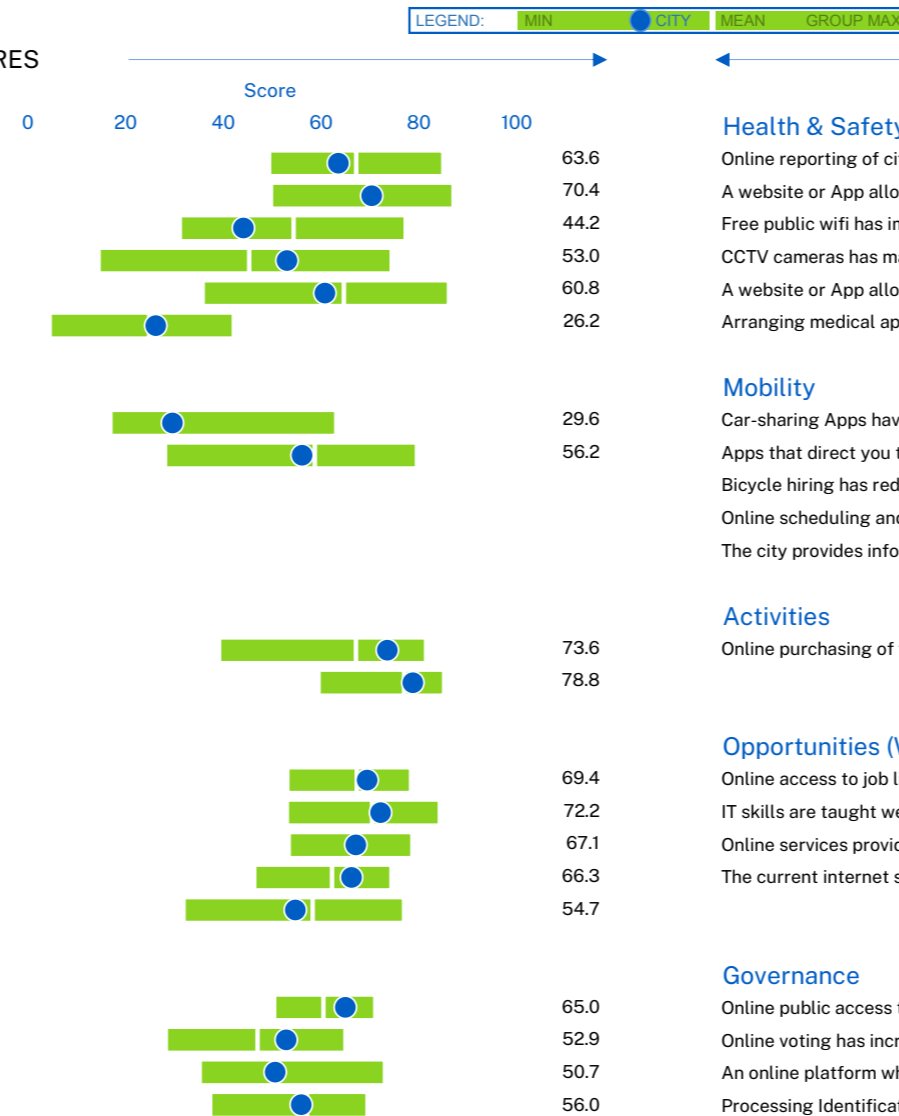 LEGEND: MIN CITY MEAN GROUP MAX
RES
Score
0 20 40 60 80 100
Health & Safety
63.6 Online reporting of ci
70.4 A website or App allo
44.2 Free public wifi has in
53.0 CCTV cameras has ma
60.8 A website or App allo
26.2 Arranging medical ap
Mobility
29.6 Car-sharing Apps hav
56.2 Apps that direct you t
Bicycle hiring has red
Online scheduling and
The city provides info
Activities
73.6 Online purchasing of
78.8
Opportunities (W
69.4 Online access to job l
72.2 IT skills are taught we
67.1 Online services provid
66.3 The current internet s
54.7
Governance
65.0 Online public access t
52.9 Online voting has incr
50.7 An online platform wh
56.0 Processing Identificat